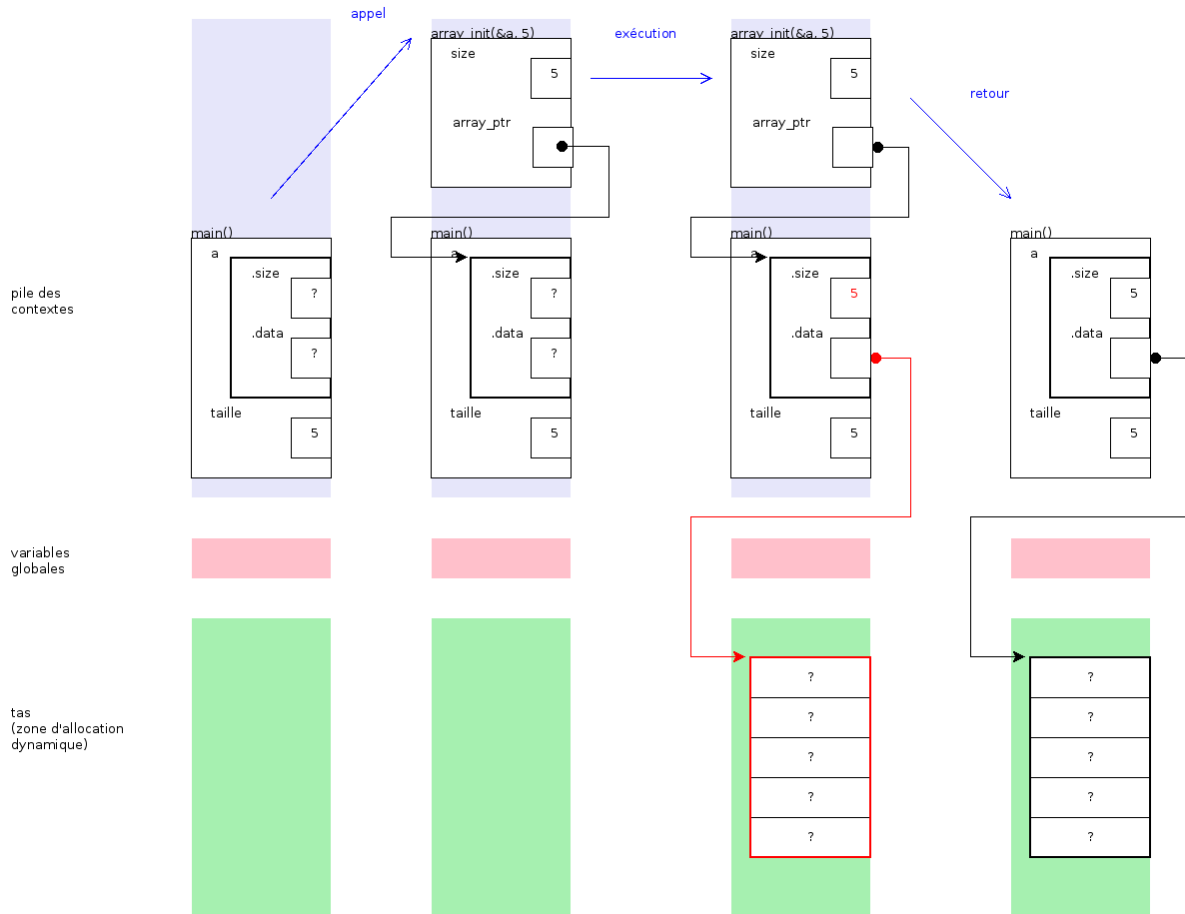 appel
array_init(&a, 5)
size
5
array_ptr
exécution
array_init(&a, 5)
size
5
array_ptr
retour
pile des
contextes
main()
a
.size
?
.data
?
taille
5
main()
a
.size
?
.data
?
taille
5
main()
a
.size
5
.data
taille
5
main()
a
.size
5
.data
taille
5
variables
globales
tas
(zone d'allocation
dynamique)
?
?
?
?
?
?
?
?
?
?